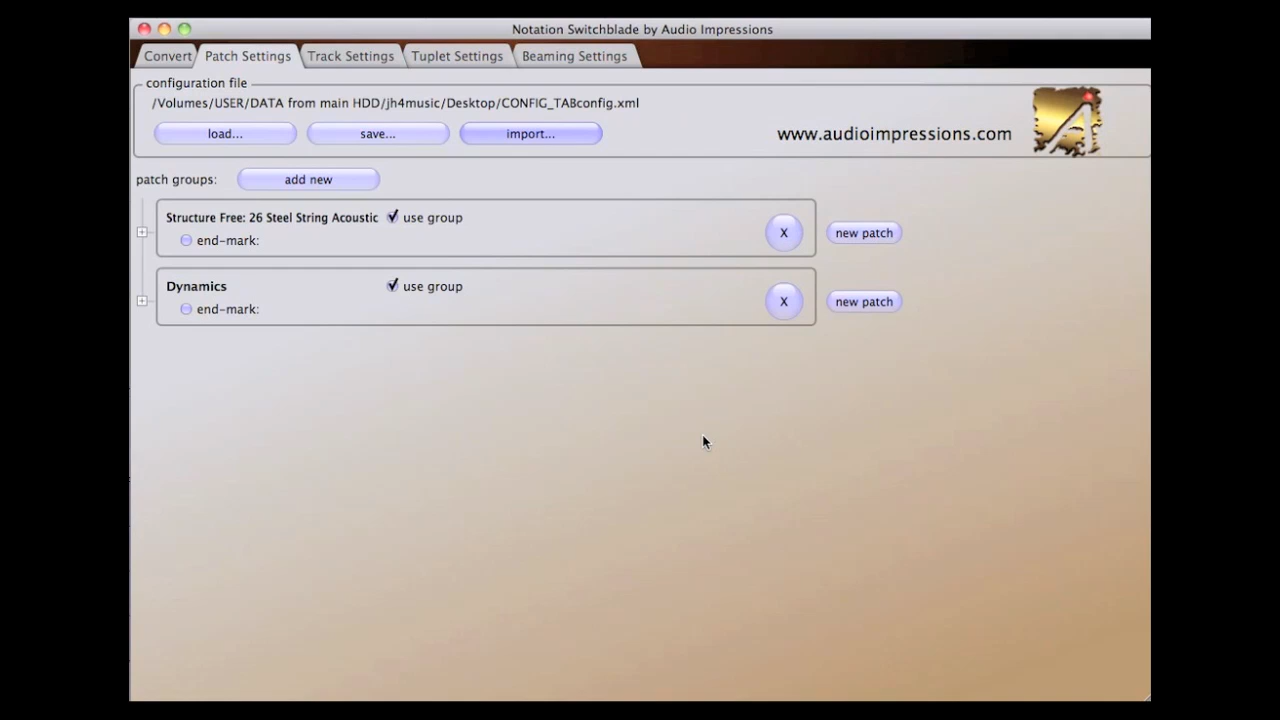 Notation Switchblade by Audio Impressions
Convert Patch Settings Track Settings Tuplet Settings Beaming Settings
configuration file
/Volumes/USER/DATA from main HDD/jh4music/Desktop/CONFIG_TABconfig.xml
load... save... import... www.audioimpressions.com
patch groups: add new
Structure Free: 26 Steel String Acoustic use group
end-mark:
X new patch
Dynamics use group
end-mark:
X new patch